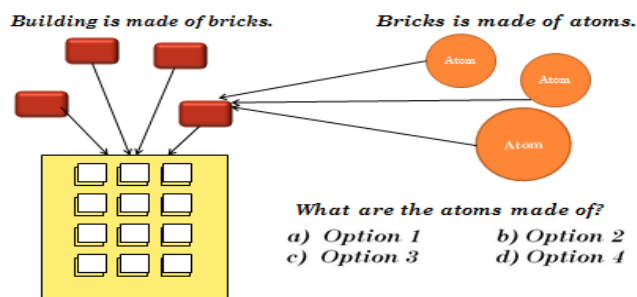 Building is made of bricks.
Bricks is made of atoms.
Atom
Atom
Atom
What are the atoms made of?
a) Option 1
b) Option 2
c) Option 3
d) Option 4